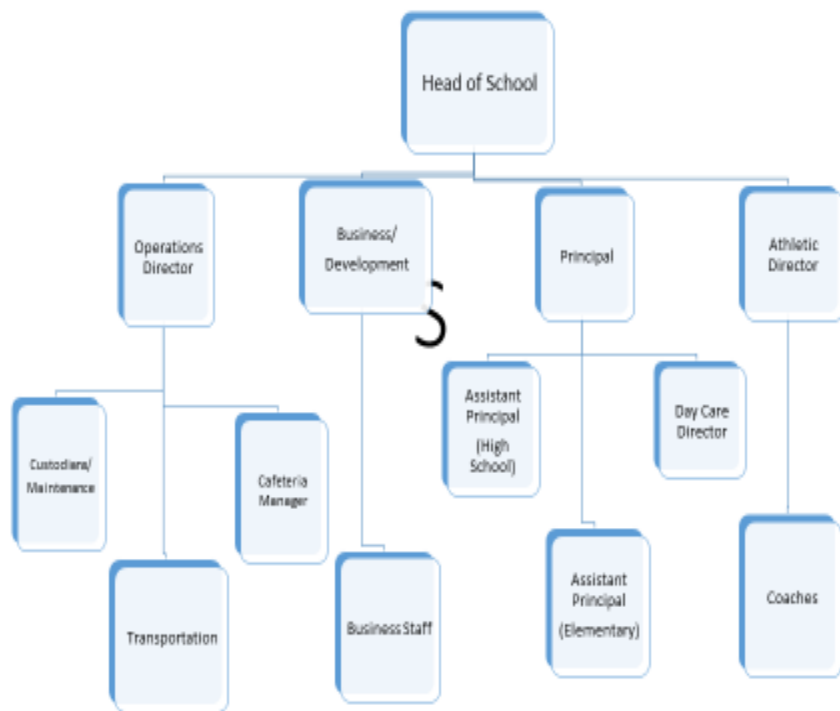 Head of School
Operations
Director
Business/
Development
Principal
Athletic
Director
S
Custodians/
Maintenance
Cafeteria
Manager
Assistant
Principal
(High
School)
Day Care
Director
Transportation
Business Staff
Assistant
Principal
(Elementary)
Coaches